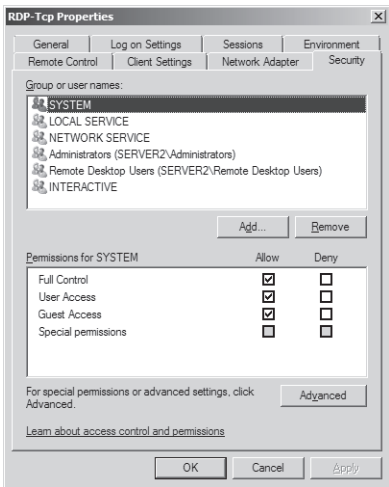 RDP-Tcp Properties
General
Log on Settings
Sessions
Environment
Remote Control
Client Settings
Network Adapter
Security
Group or user names:
SYSTEM
LOCAL SERVICE
NETWORK SERVICE
Administrators (SERVER2\Administrators)
Remote Desktop Users (SERVER2\Remote Desktop Users)
INTERACTIVE
Add...
Remove
Permissions for SYSTEM
Allow
Deny
Full Control
User Access
Guest Access
Special permissions
For special permissions or advanced settings, click
Advanced.
Advanced
Learn about access control and permissions
OK
Cancel
Apply